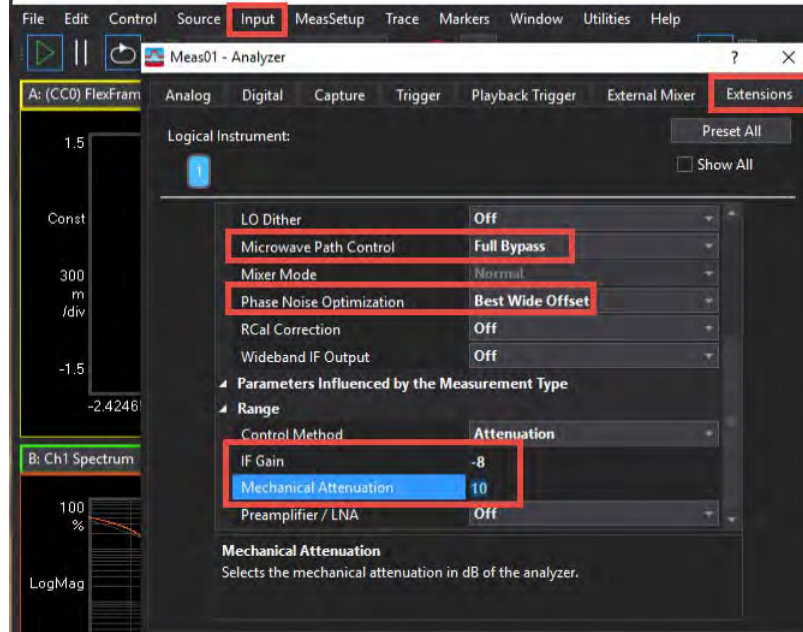 File Edit Control Source Input MeasSetup Trace Markers Window Utilities Help
Meas01 - Analyzer ? X
A: (CC0) FlexFram
Analog Digital Capture Trigger Playback Trigger External Mixer Extensions
Logical Instrument:
Preset All
1
Show All
1.5
Const
300
m
/div
-1.5
-2.4246
LO Dither Off
Microwave Path Control Full Bypass
Mixer Mode Normal
Phase Noise Optimization Best Wide Offset
RCal Correction Off
Wideband IF Output Off
Parameters Influenced by the Measurement Type
Range
Control Method Attenuation
IF Gain -8
Mechanical Attenuation 10
Preamplifier / LNA Off
B: Ch1 Spectrum
100
%
LogMag
Mechanical Attenuation
Selects the mechanical attenuation in dB of the analyzer.